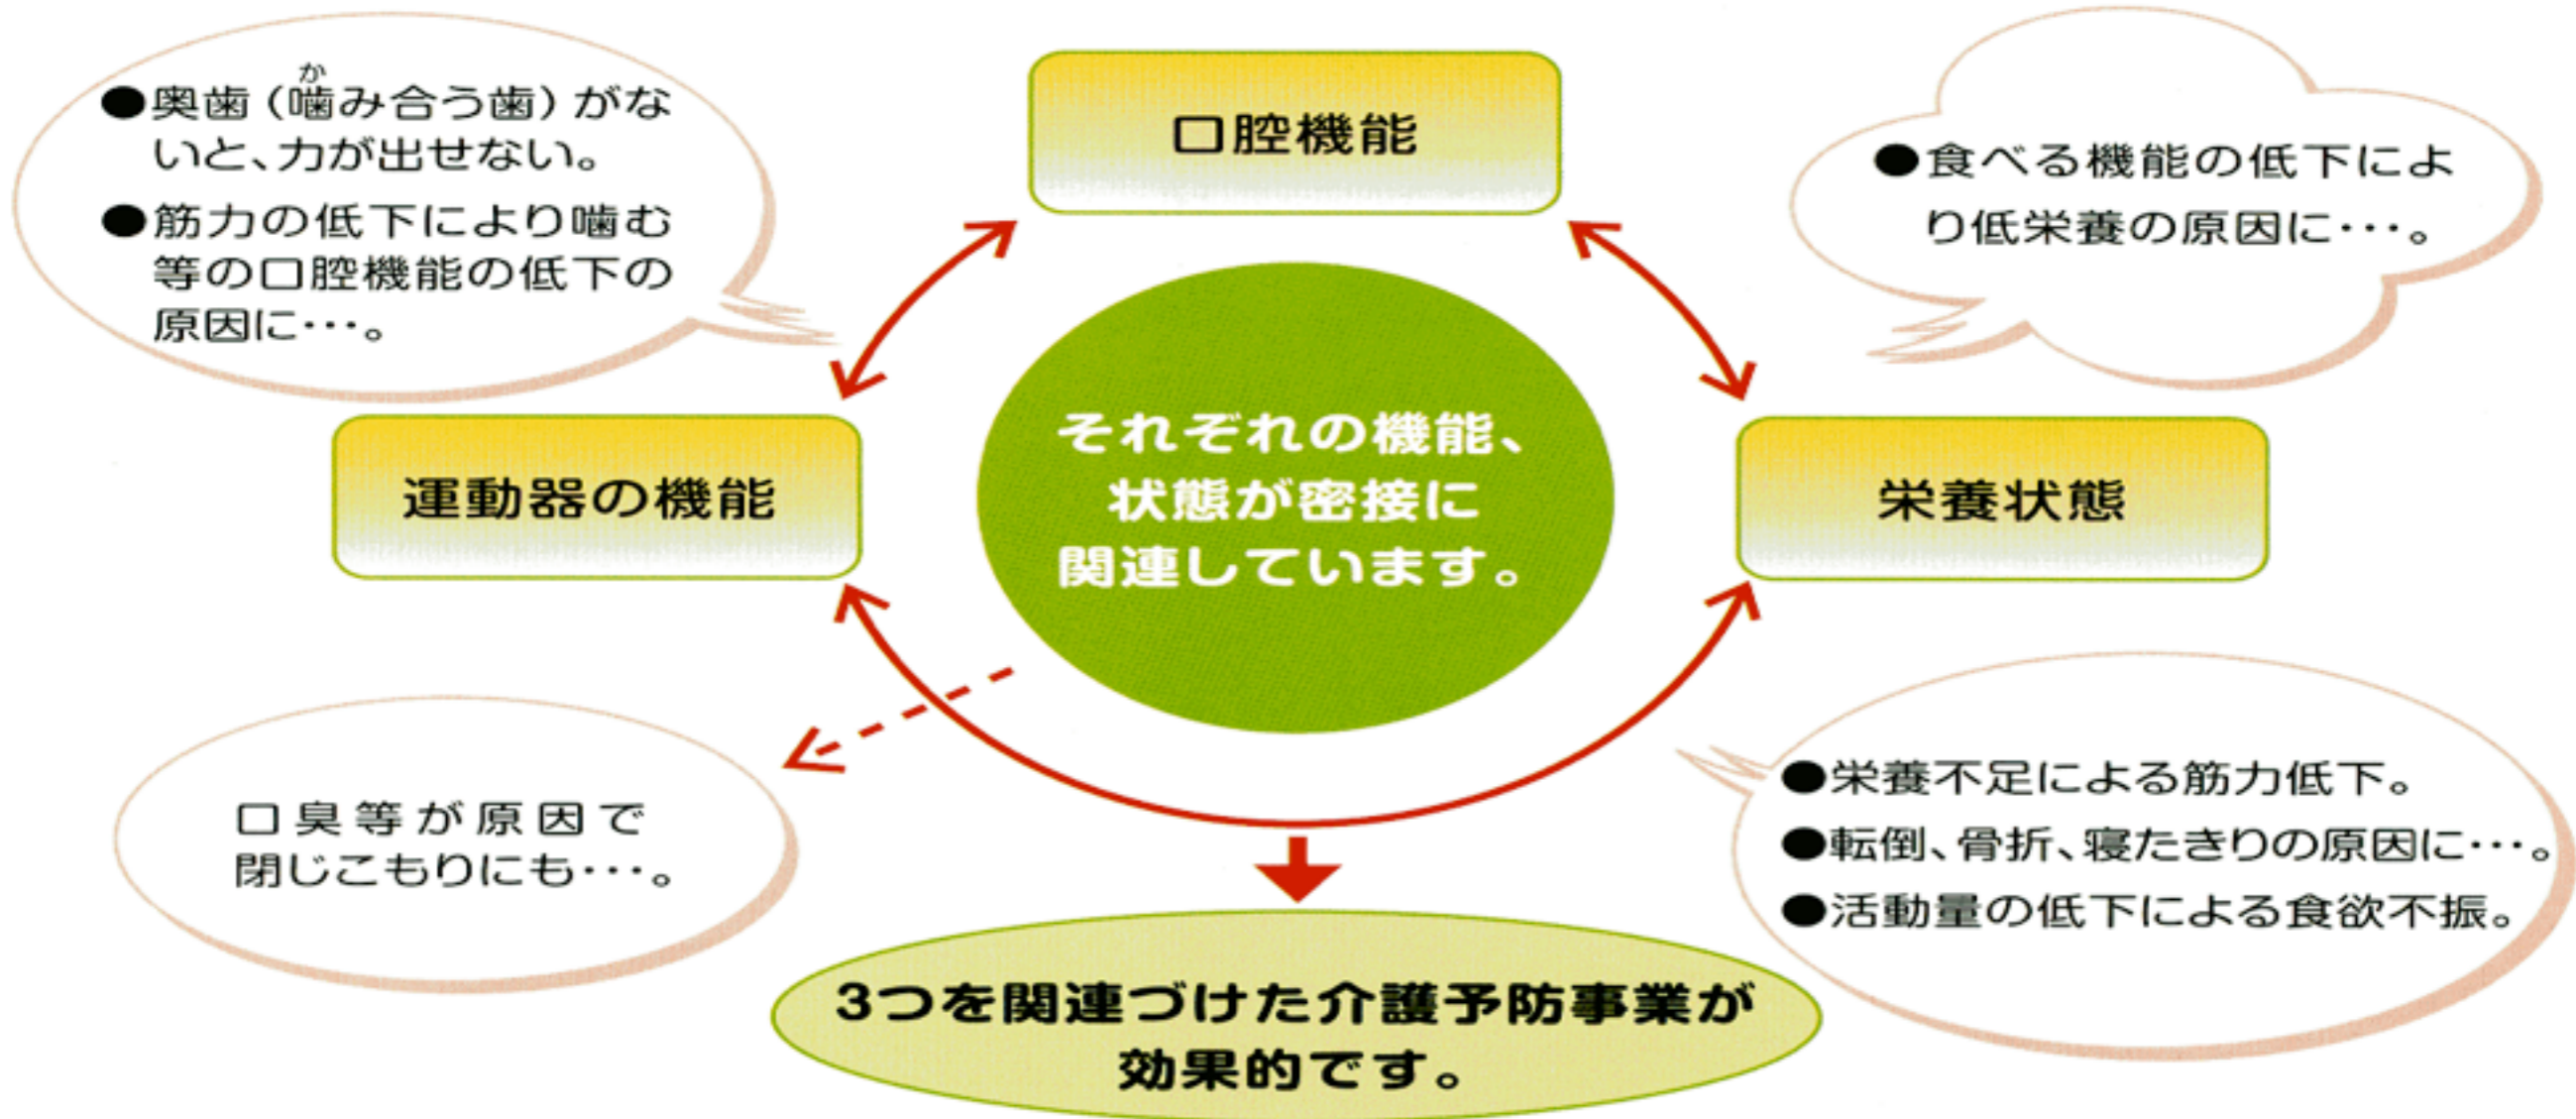 ●奥歯（噛み合う歯）がな
か
いと、力が出せない。
●筋力の低下により噛む
等の口腔機能の低下の
原因に･･･。
口腔機能
●食べる機能の低下によ
り低栄養の原因に･･･。
運動器の機能
それぞれの機能、
状態が密接に
関連しています。
栄養状態
口臭等が原因で
閉じこもりにも･･･。
●栄養不足による筋力低下。
●転倒、骨折、寝たきりの原因に･･･。
●活動量の低下による食欲不振。
3つを関連づけた介護予防事業が
効果的です。